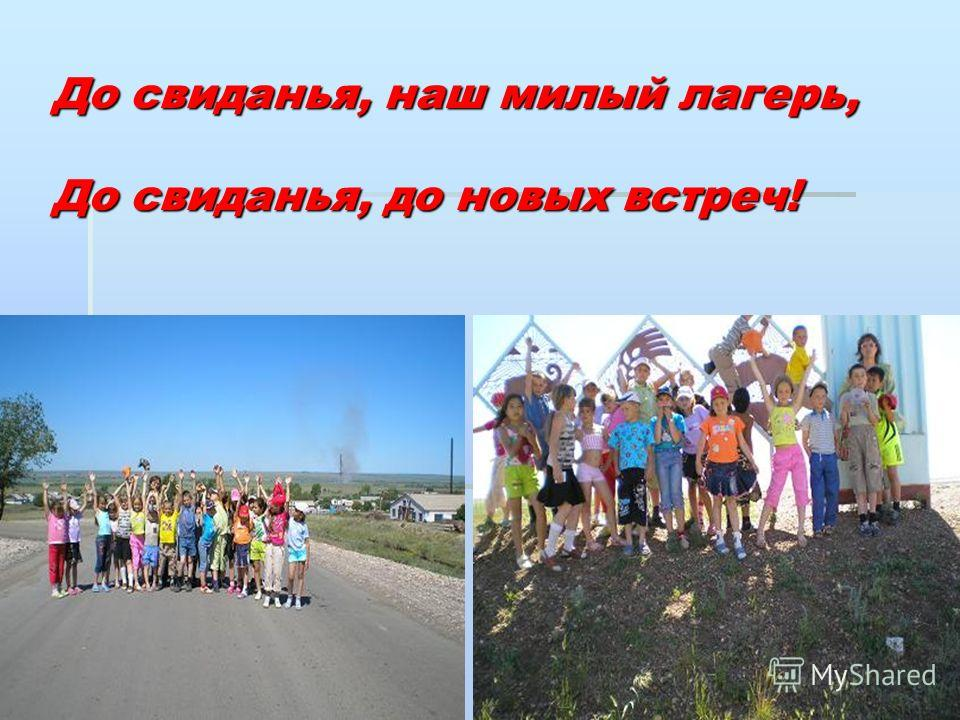 До свиданья, наш милый лагерь,
До свиданья, до новых встреч!
MyShared